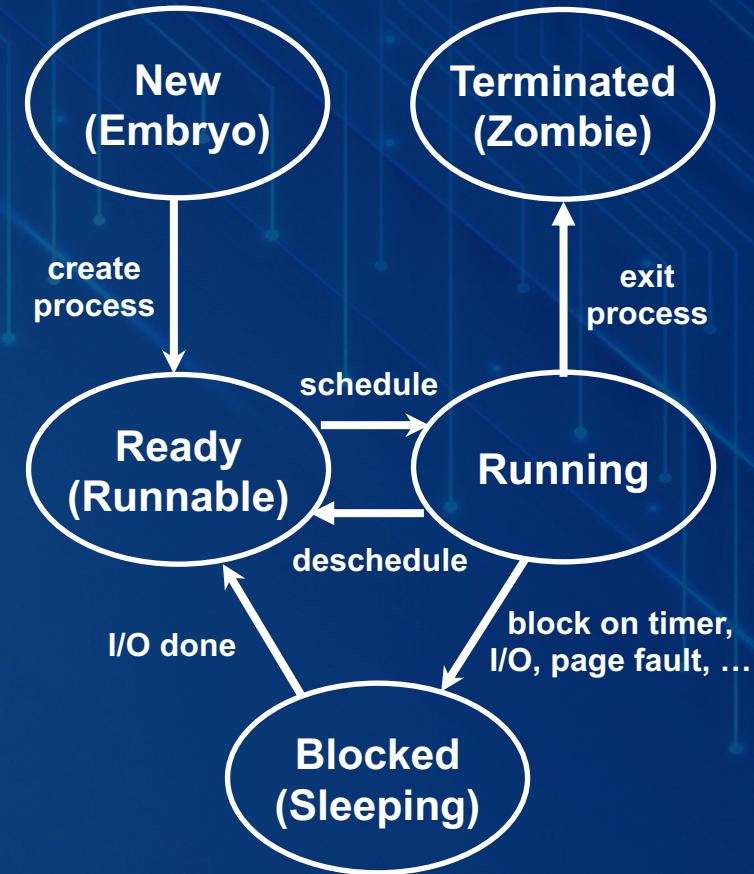 New
(Embryo)
Terminated
(Zombie)
create
process
exit
process
schedule
Ready
(Runnable)
Running
deschedule
I/O done
block on timer,
I/O, page fault, …
Blocked
(Sleeping)